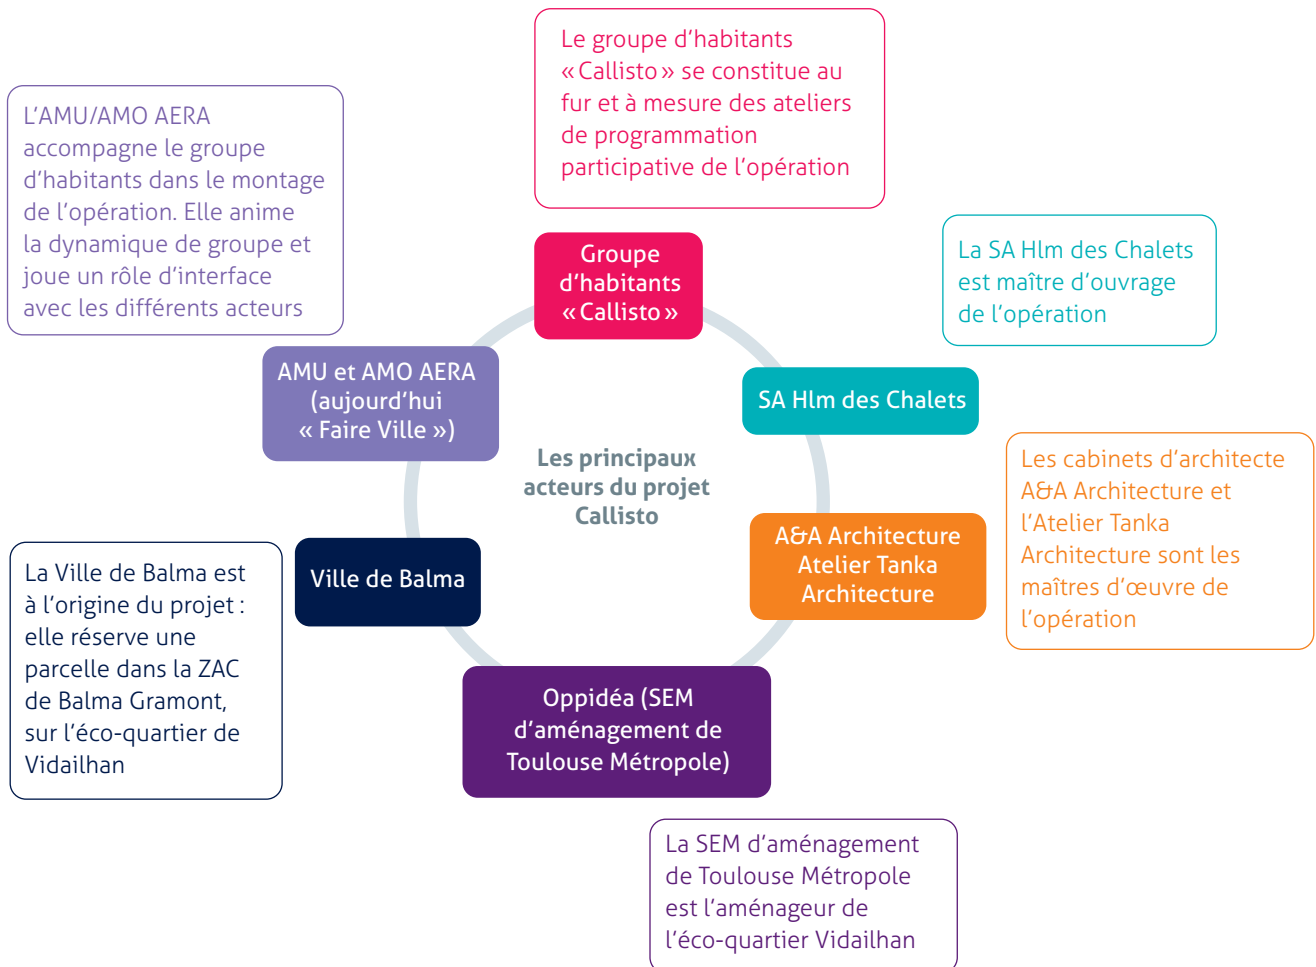 Le groupe d’habitants
« Callisto » se constitue au
fur et à mesure des ateliers
de programmation
participative de l’opération
L’AMU/AMO AERA
accompagne le groupe
d’habitants dans le montage
de l’opération. Elle anime
la dynamique de groupe et
joue un rôle d’interface
avec les différents acteurs
Groupe
d’habitants
« Callisto »
La SA Hlm des Chalets
est maître d’ouvrage
de l’opération
AMU et AMO AERA
(aujourd’hui
« Faire Ville »)
SA Hlm des Chalets
Les principaux
acteurs du projet
Callisto
Les cabinets d’architecte
A&A Architecture et
l’Atelier Tanka
Architecture sont les
maîtres d’œuvre de
l’opération
A&A Architecture
Atelier Tanka
Architecture
Ville de Balma
La Ville de Balma est
à l’origine du projet :
elle réserve une
parcelle dans la ZAC
de Balma Gramont,
sur l’éco-quartier de
Vidailhan
Oppidéa (SEM
d’aménagement de
Toulouse Métropole)
La SEM d’aménagement
de Toulouse Métropole
est l’aménageur de
l’éco-quartier Vidailhan